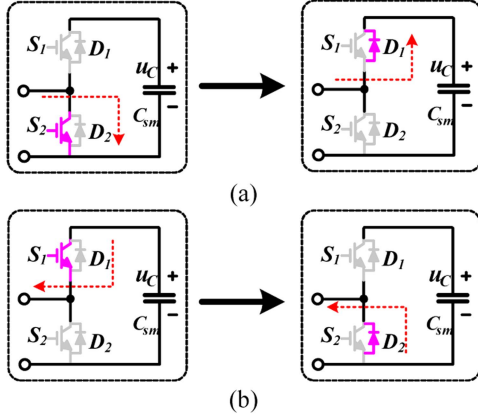 S1 D1 uC + − Csm S2 D2
S1 D1 uC + − Csm S2 D2
(a)
S1 D1 uC + − Csm S2 D2
S1 D1 uC + − Csm S2 D2
(b)